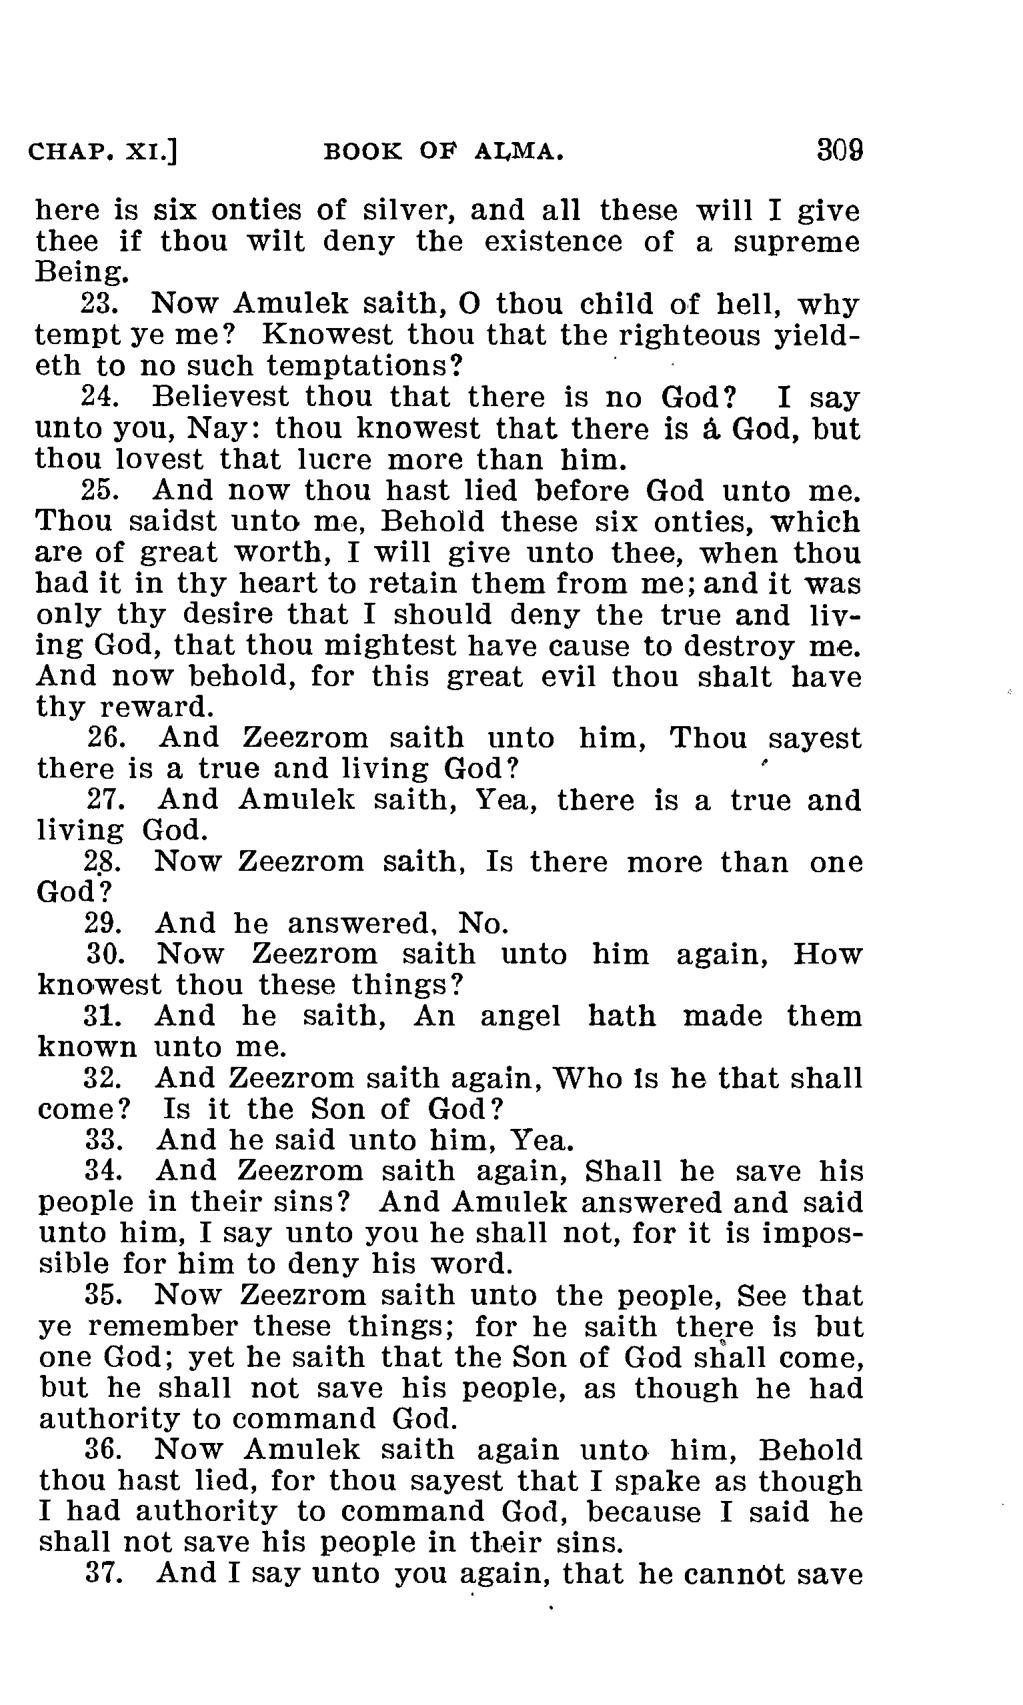 CHAP. XI.] BOOK OF ALMA. 309
here is six onties of silver, and all these will I give
thee if thou wilt deny the existence of a supreme
Being.
23. Now Amulek saith, O thou child of hell, why
tempt ye me? Knowest thou that the righteous yield-
eth to no such temptations?
24. Believest thou that there is no God? I say
unto you, Nay: thou knowest that there is a God, but
thou lovest that lucre more than him.
25. And now thou hast lied before God unto me.
Thou saidst unto me, Behold these six onties, which
are of great worth, I will give unto thee, when thou
had it in thy heart to retain them from me; and it was
only thy desire that I should deny the true and liv-
ing God, that thou mightest have cause to destroy me.
And now behold, for this great evil thou shalt have
thy reward.
26. And Zeezrom saith unto him, Thou sayest
there is a true and living God?
27. And Amulek saith, Yea, there is a true and
living God.
28. Now Zeezrom saith, Is there more than one
God?
29. And he answered, No.
30. Now Zeezrom saith unto him again, How
knowest thou these things?
31. And he saith, An angel hath made them
known unto me.
32. And Zeezrom saith again, Who is he that shall
come? Is it the Son of God?
33. And he said unto him, Yea.
34. And Zeezrom saith again, Shall he save his
people in their sins? And Amulek answered and said
unto him, I say unto you he shall not, for it is impos-
sible for him to deny his word.
35. Now Zeezrom saith unto the people, See that
ye remember these things; for he saith there is but
one God; yet he saith that the Son of God shall come,
but he shall not save his people, as though he had
authority to command God.
36. Now Amulek saith again unto him, Behold
thou hast lied, for thou sayest that I spake as though
I had authority to command God, because I said he
shall not save his people in their sins.
37. And I say unto you again, that he cannot save